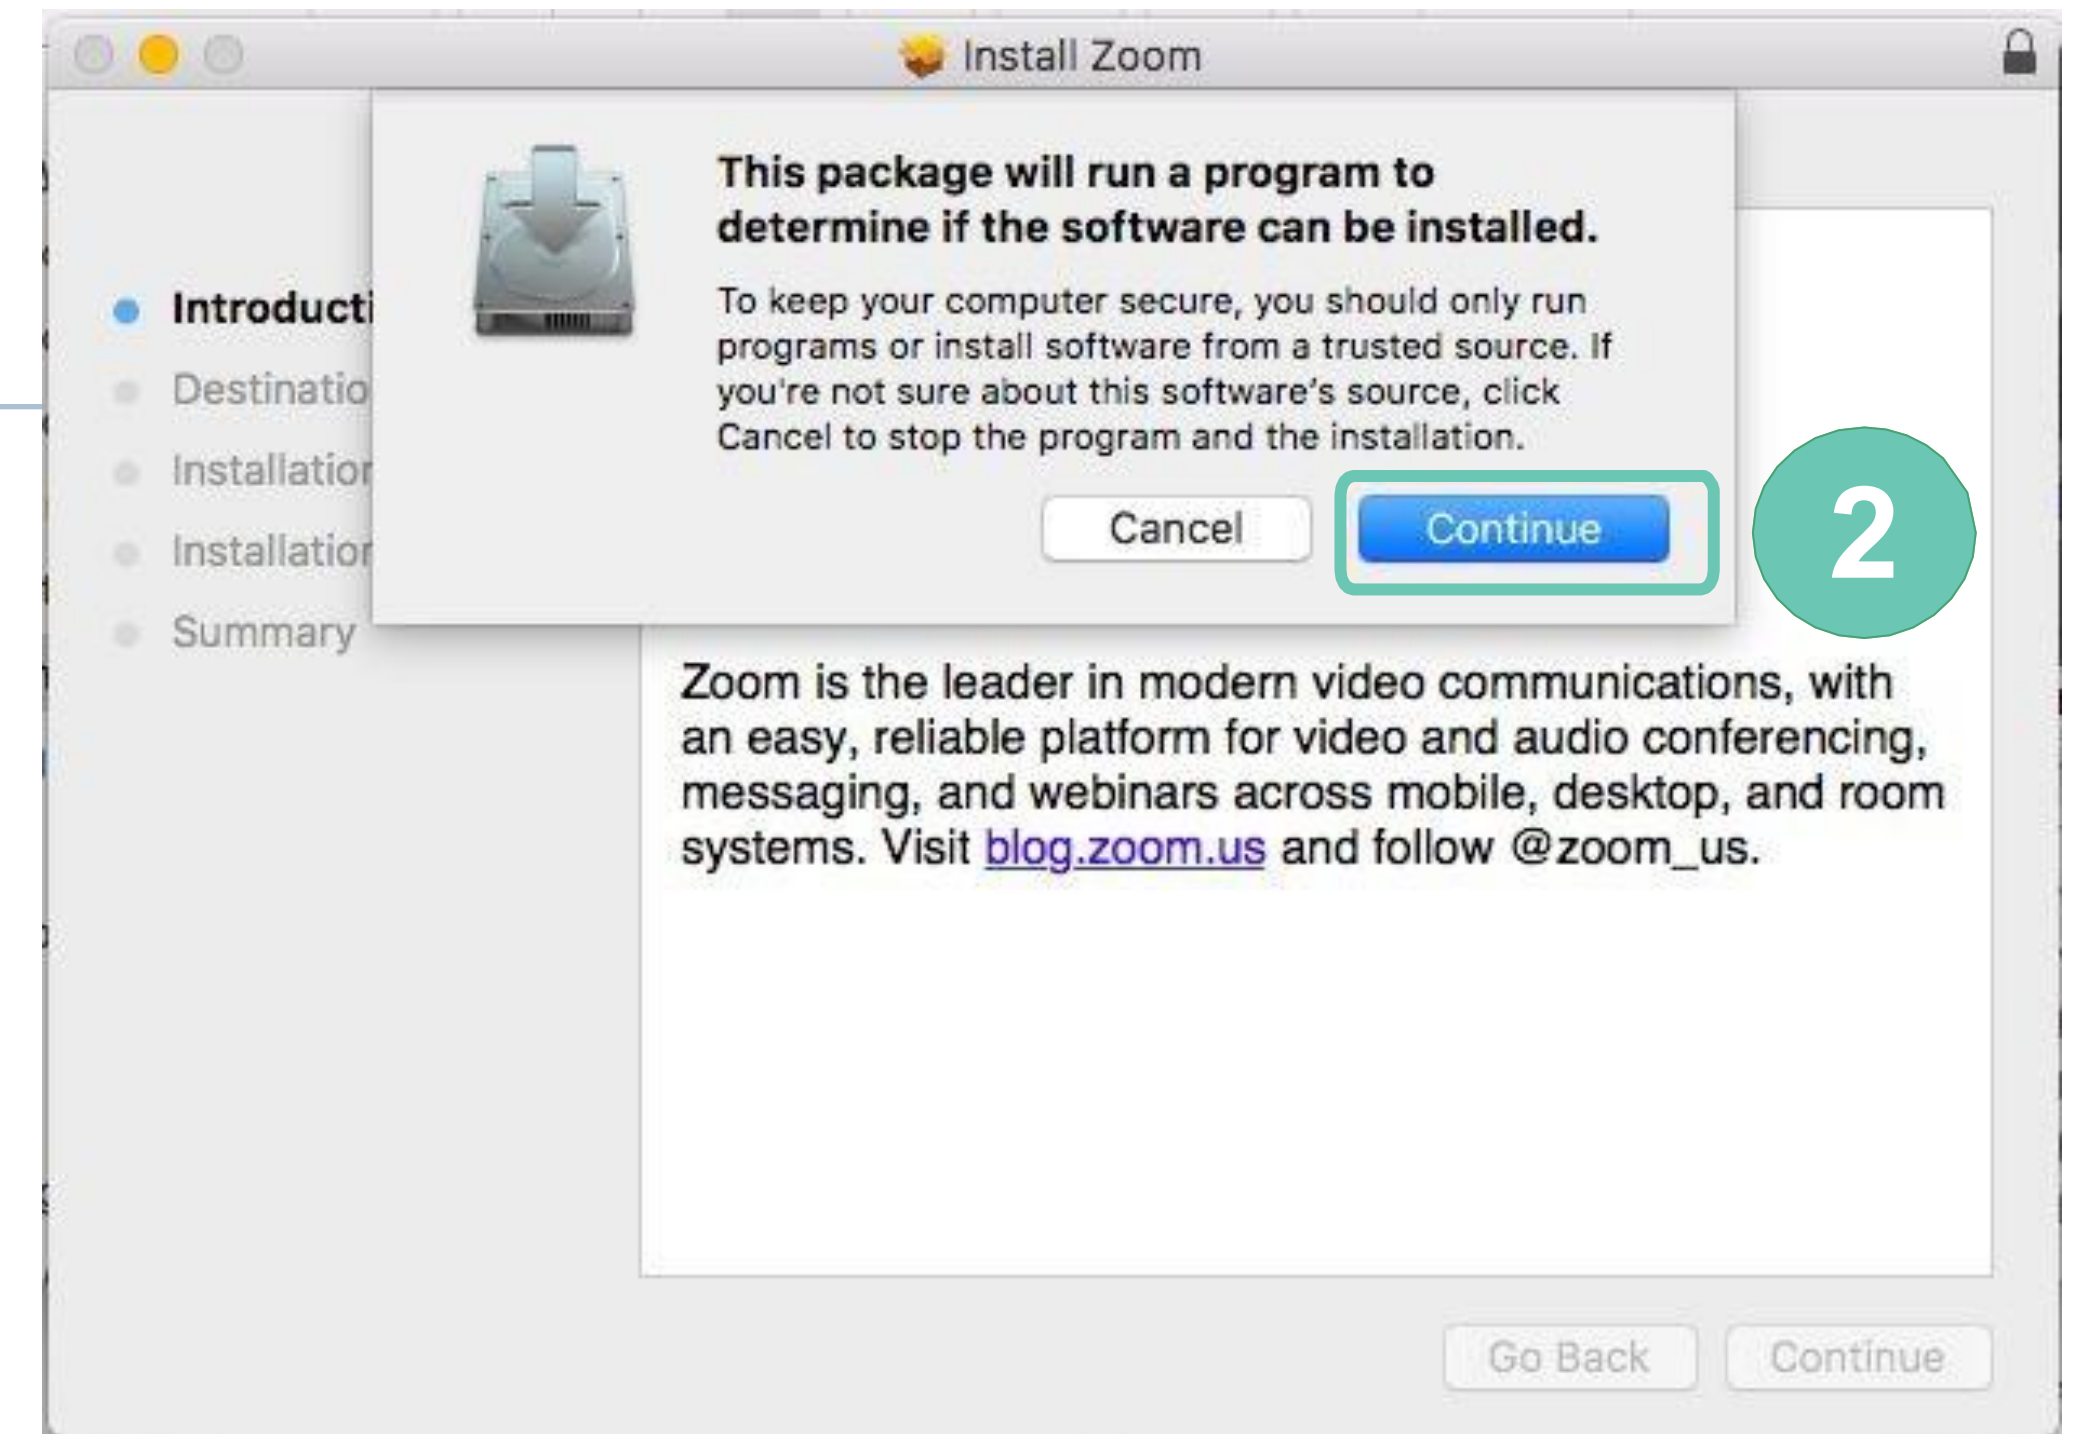 Install Zoom
This package will run a program to
determine if the software can be installed.
To keep your computer secure, you should only run
programs or install software from a trusted source. If
you're not sure about this software's source, click
Cancel to stop the program and the installation.
Cancel
Continue
2
Introducti
Destinatio
Installation
Installation
Summary
Zoom is the leader in modern video communications, with
an easy, reliable platform for video and audio conferencing,
messaging, and webinars across mobile, desktop, and room
systems. Visit blog.zoom.us and follow @zoom_us.
Go Back
Continue